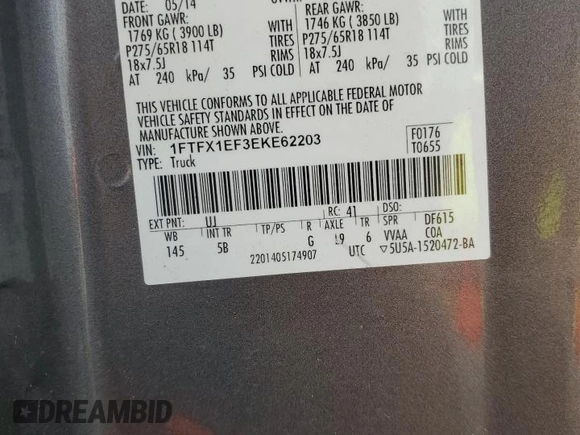 DATE: 05/14
FRONT GAWR:
1769 KG ( 3900 LB)
P275/65R18 114T
18x7.5J
AT 240 kPa/ 35
WITH
TIRES
RIMS
PSI COLD
REAR GAWR:
1746 KG ( 3850 LB)
P275/65R18 114T
18x7.5J
AT 240 kPa/ 35
WITH
TIRES
RIMS
PSI COLD
THIS VEHICLE CONFORMS TO ALL APPLICABLE FEDERAL MOTOR
VEHICLE SAFETY STANDARDS IN EFFECT ON THE DATE OF
MANUFACTURE SHOWN ABOVE.
VIN: 1FTFX1EF3EKE62203
TYPE: Truck
F0176
T0655
EXT PNT: UJ RC: 41 DSO:
WB INT TR TP/PS R AXLE TR SPR DF615
145 5B G L9 6 VVAA COA
2201405174907 UTC ▽5U5A-1520472-BA
DREAMBID